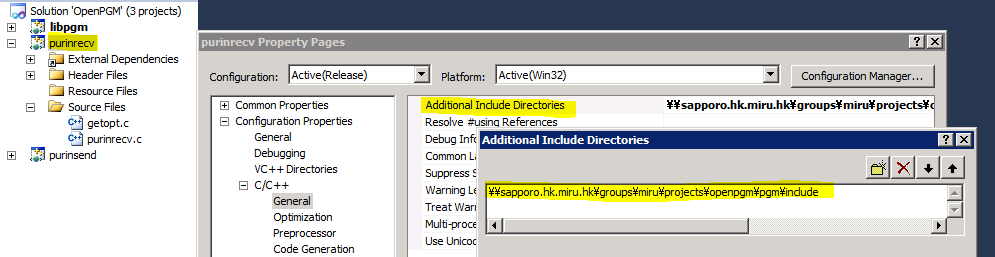 Solution 'OpenPGM' (3 projects)
libpgm
purinrecv
External Dependencies
Header Files
Resource Files
Source Files
getopt.c
purinrecv.c
purinsend
purinrecv Property Pages
Configuration: Active(Release) Platform: Active(Win32) Configuration Manager...
Common Properties
Configuration Properties
General
Debugging
VC++ Directories
C/C++
General
Optimization
Preprocessor
Code Generation
Additional Include Directories ¥¥sapporo.hk.miru.hk¥groups¥miru¥projects¥o
Resolve #using References
Debug Info
Common La
Suppress S
Warning Le
Treat Warn
Multi-proce
Use Unicod
Additional Include Directories
¥¥sapporo.hk.miru.hk¥groups¥miru¥projects¥openpgm¥pgm¥include